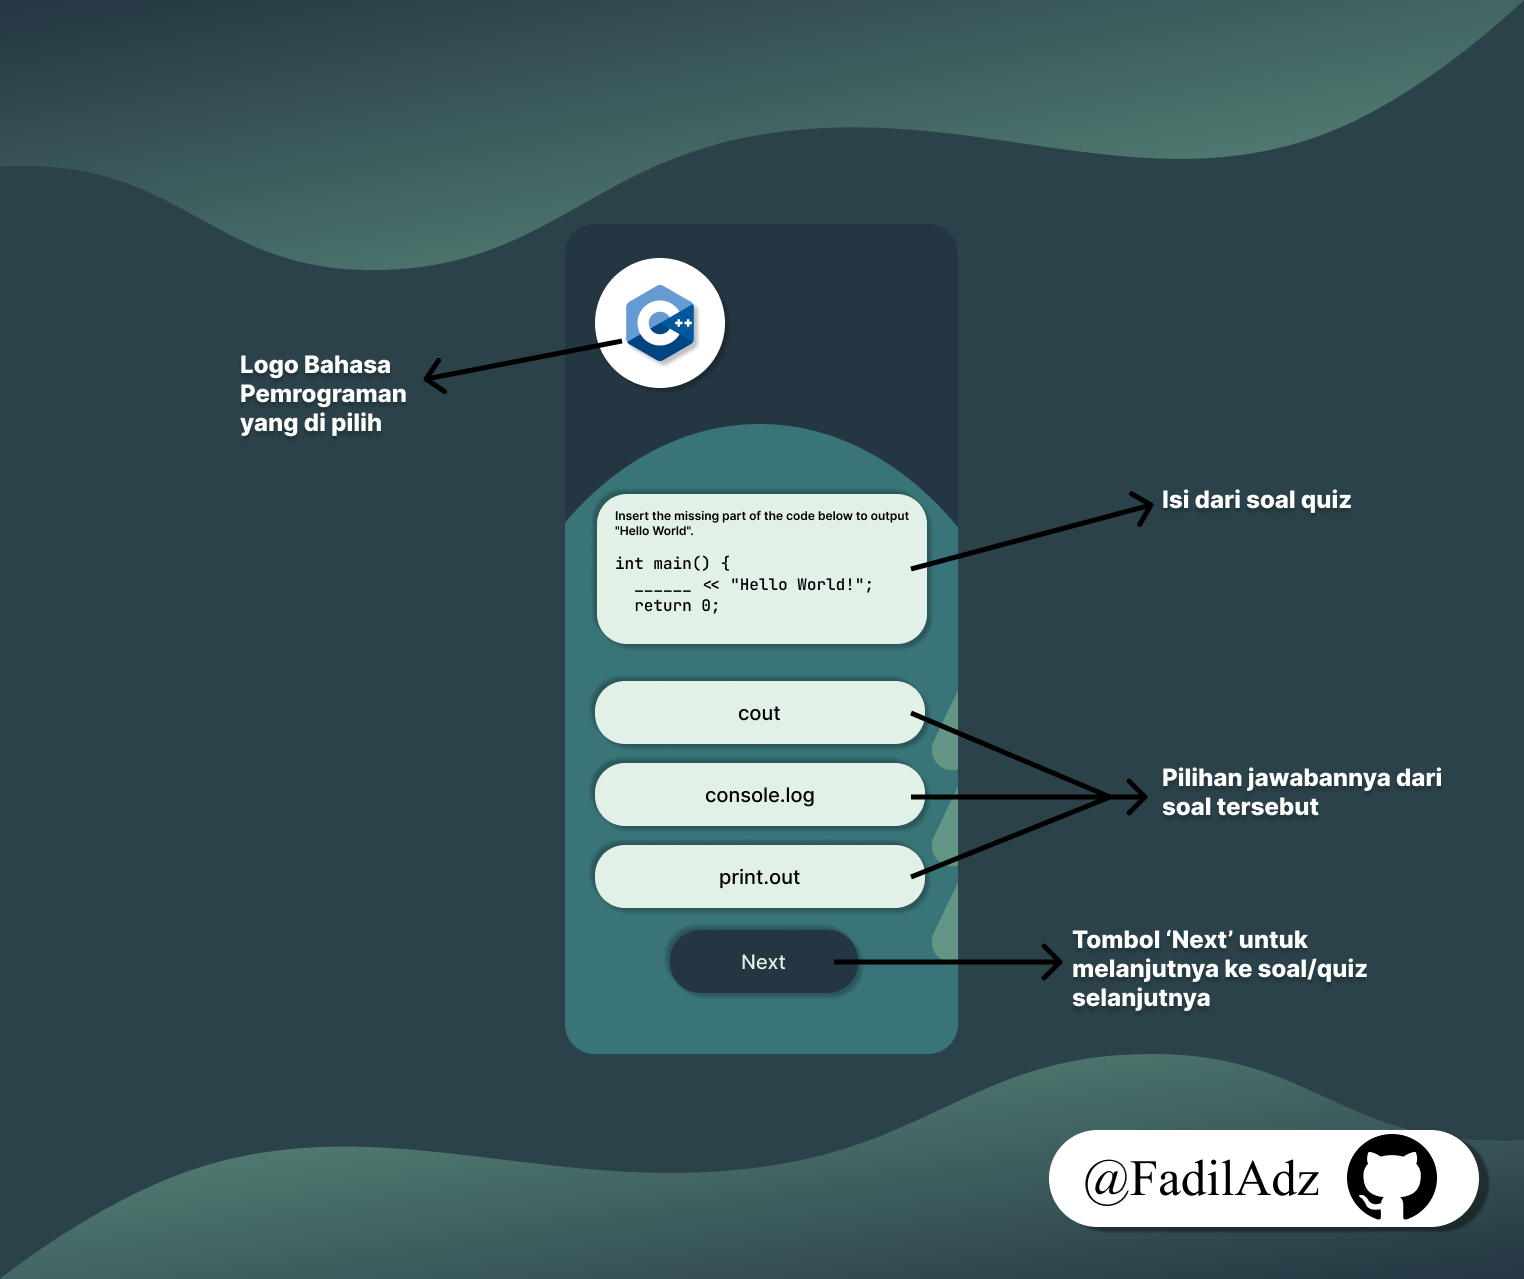 C++
Logo Bahasa
Pemrograman
yang di pilih
Isi dari soal quiz
Insert the missing part of the code below to output
"Hello World".
int main() {
______ << "Hello World!";
return 0;
cout
console.log
print.out
Pilihan jawabannya dari
soal tersebut
Next
Tombol ‘Next’ untuk
melanjutnya ke soal/quiz
selanjutnya
@FadilAdz